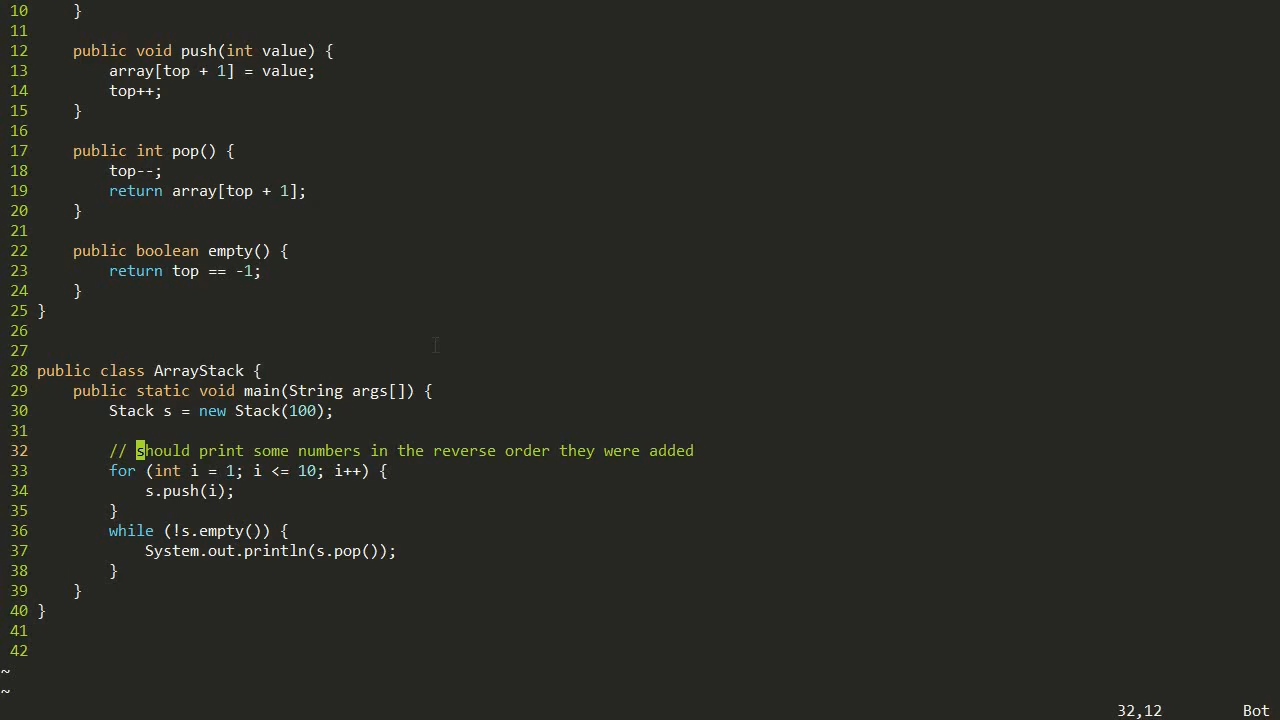 10     }
11
12     public void push(int value) {
13         array[top + 1] = value;
14         top++;
15     }
16
17     public int pop() {
18         top--;
19         return array[top + 1];
20     }
21
22     public boolean empty() {
23         return top == -1;
24     }
25 }
26
27
28 public class ArrayStack {
29     public static void main(String args[]) {
30         Stack s = new Stack(100);
31
32         // should print some numbers in the reverse order they were added
33         for (int i = 1; i <= 10; i++) {
34             s.push(i);
35         }
36         while (!s.empty()) {
37             System.out.println(s.pop());
38         }
39     }
40 }
41
42
~
~
32,12 Bot